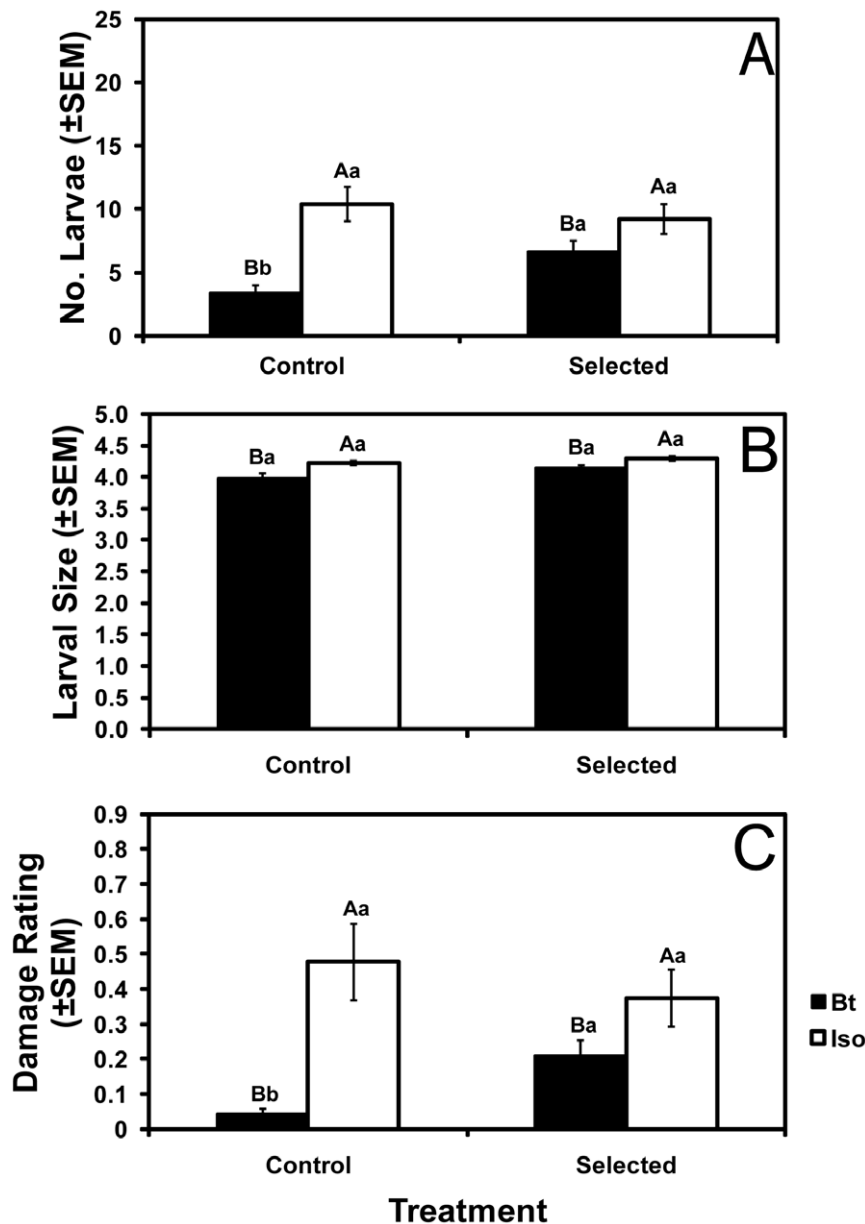 No. Larvae (±SEM)
25
20
15
10
5
0
A
Bb
Aa
Ba
Aa
Control
Selected
Larval Size (±SEM)
5.0
4.5
4.0
3.5
3.0
2.5
2.0
1.5
1.0
0.5
0.0
B
Ba
Aa
Ba
Aa
Control
Selected
Damage Rating
(±SEM)
0.9
0.8
0.7
0.6
0.5
0.4
0.3
0.2
0.1
0
C
Bb
Aa
Ba
Aa
Bt
Iso
Control
Selected
Treatment